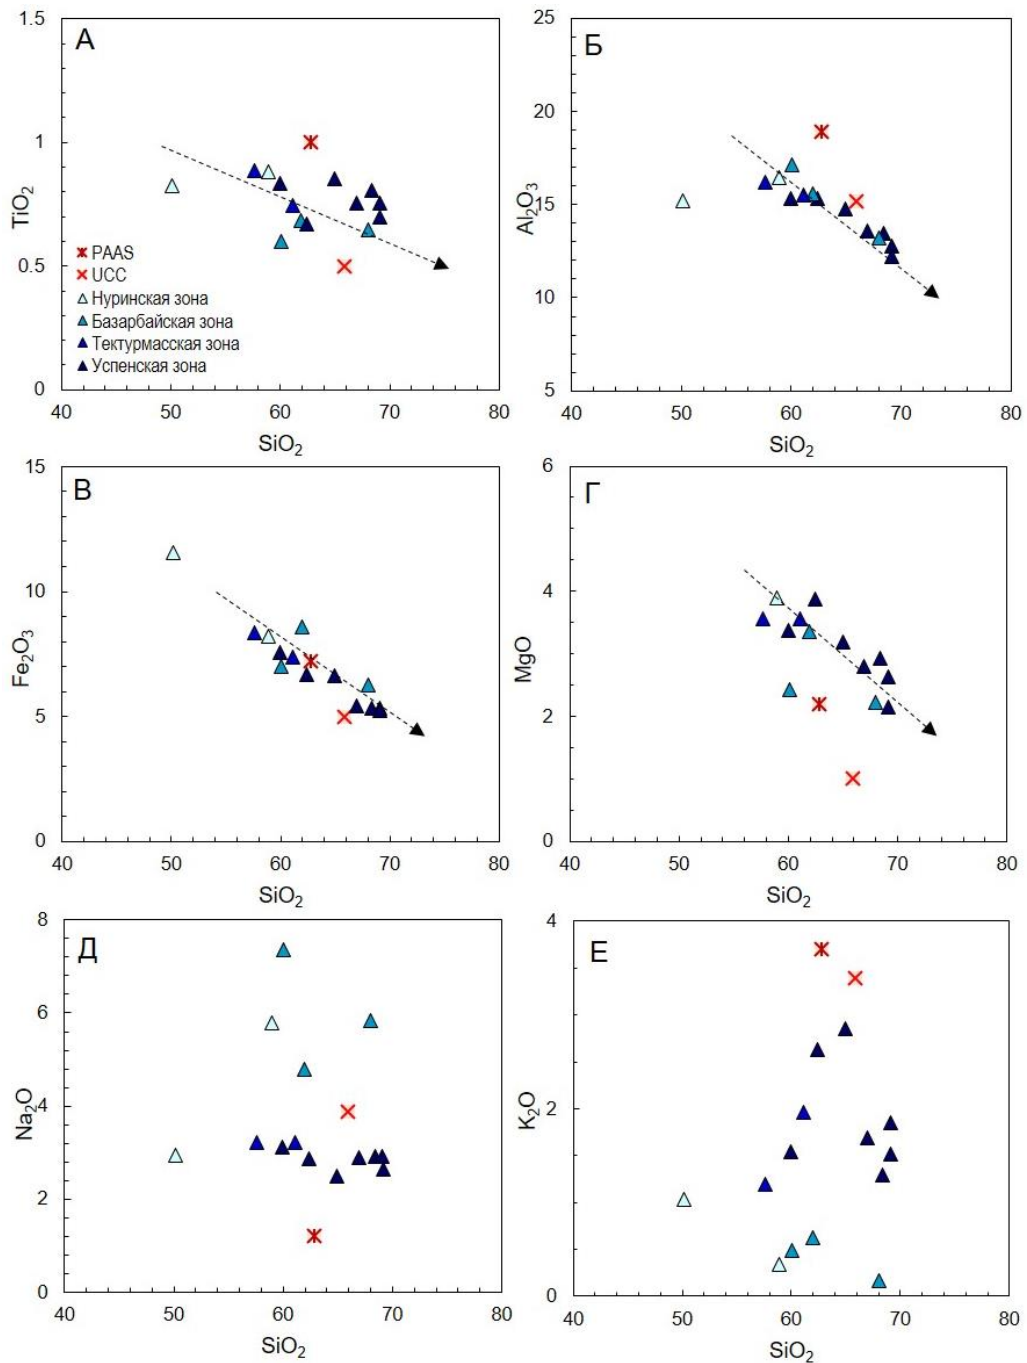 А
1.5
1
0.5
0
TiO₂
PAAS
UCC
Нуринская зона
Базарбайская зона
Тектурмасская зона
Успенская зона
40 50 60 70 80
SiO₂
Б
25
20
15
10
5
Al₂O₃
40 50 60 70 80
SiO₂
В
15
10
5
0
Fe₂O₃
40 50 60 70 80
SiO₂
Г
6
4
2
0
MgO
40 50 60 70 80
SiO₂
Д
8
6
4
2
0
Na₂O
40 50 60 70 80
SiO₂
Е
4
2
0
K₂O
40 50 60 70 80
SiO₂